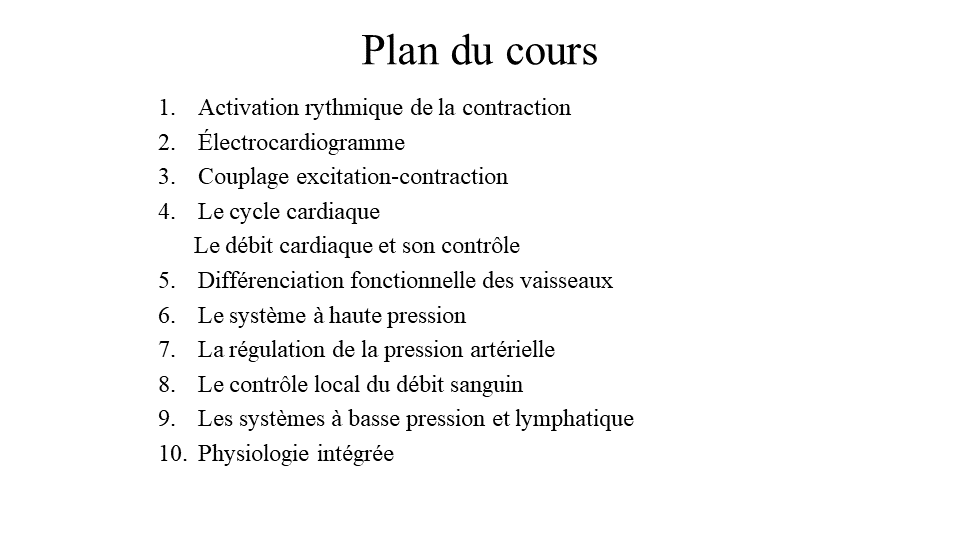 Plan du cours
1. Activation rythmique de la contraction
2. Électrocardiogramme
3. Couplage excitation-contraction
4. Le cycle cardiaque
Le débit cardiaque et son contrôle
5. Différenciation fonctionnelle des vaisseaux
6. Le système à haute pression
7. La régulation de la pression artérielle
8. Le contrôle local du débit sanguin
9. Les systèmes à basse pression et lymphatique
10. Physiologie intégrée